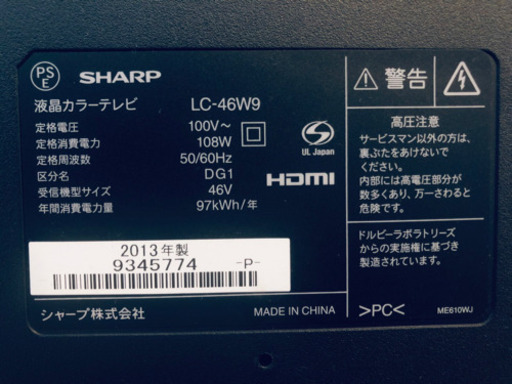 PS
E
SHARP
液晶カラーテレビ LC-46W9
定格電圧 100V～
定格消費電力 108W
定格周波数 50/60Hz
区分名 DG1
受信機型サイズ 46V
年間消費電力量 97kWh/年
UL Japan
HDMI
2013年製
9345774 -P-
シャープ株式会社
MADE IN CHINA
警告
高圧注意
サービスマン以外の方は、
裏ぶたをあけないで
ください。
内部には高電圧部分が
数多くあり、万一さわると
危険です。
ドルビーラボラトリーズ
からの実施権に基づき
製造されています。
>PC<
ME610WJ